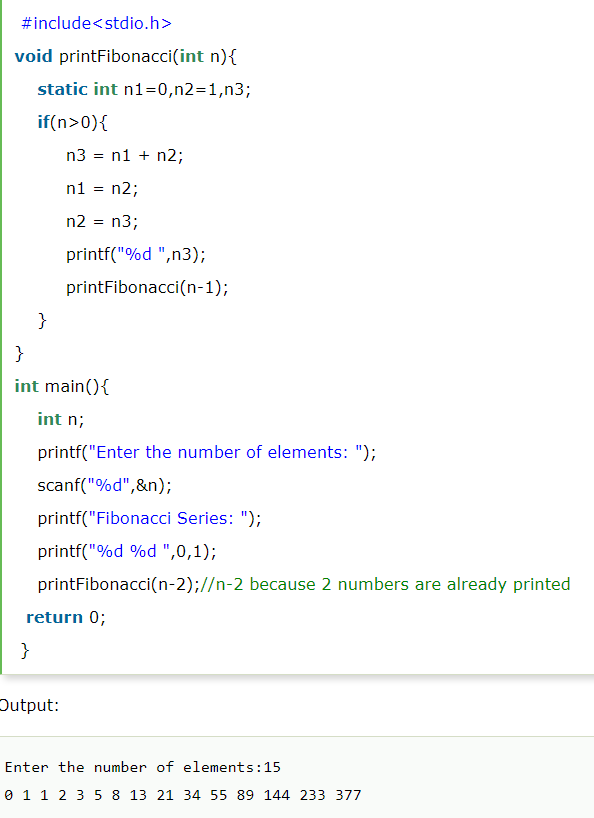 #include<stdio.h>
void printFibonacci(int n){
static int n1=0,n2=1,n3;
if(n>0){
n3 = n1 + n2;
n1 = n2;
n2 = n3;
printf("%d ",n3);
printFibonacci(n-1);
}
}
int main(){
int n;
printf("Enter the number of elements: ");
scanf("%d",&n);
printf("Fibonacci Series: ");
printf("%d %d ",0,1);
printFibonacci(n-2);//n-2 because 2 numbers are already printed
return 0;
}
Output:
Enter the number of elements:15
0 1 1 2 3 5 8 13 21 34 55 89 144 233 377